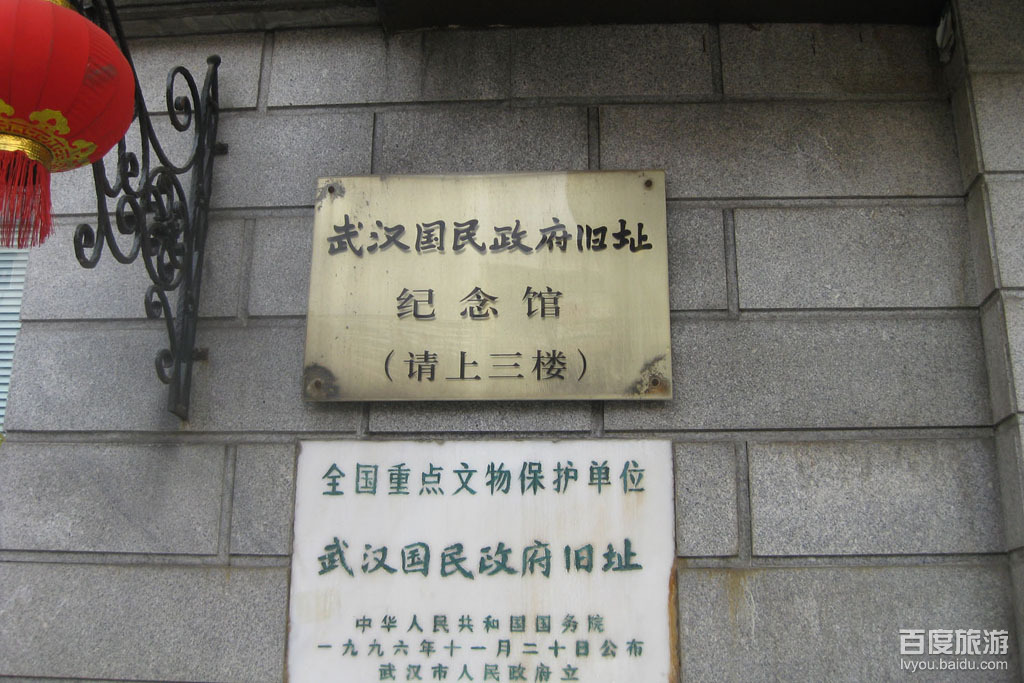 武汉国民政府旧址
纪念馆
(请上三楼)
全国重点文物保护单位
武汉国民政府旧址
中华人民共和国国务院
一九九六年十一月二十日公布
武汉市人民政府立
百度旅游
lvyou.baidu.com